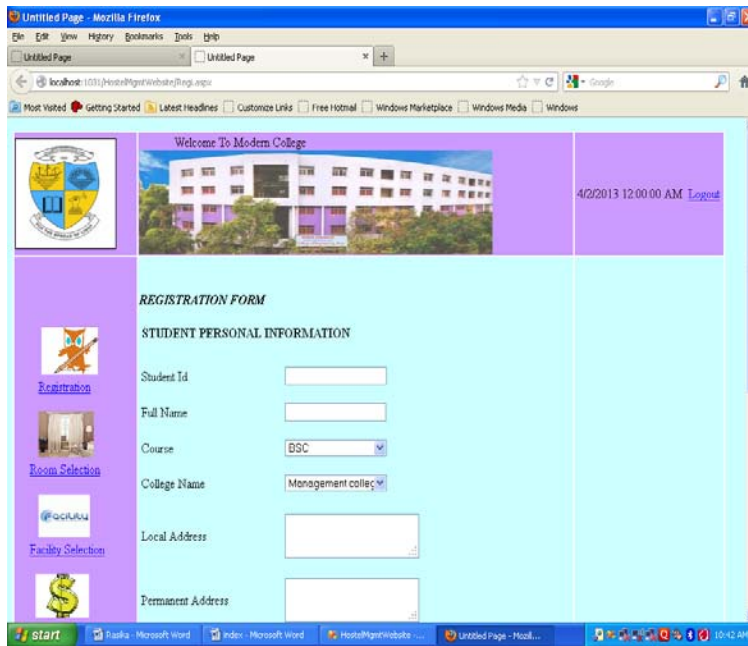 Untitled Page - Mozilla Firefox
File Edit View History Bookmarks Tools Help
Untitled Page
Untitled Page
localhost:1031/HostelMgmtWebsite/Regi.aspx
Google
Most Visited Getting Started Latest Headlines Customize Links Free Hotmail Windows Marketplace Windows Media Windows
Welcome To Modern College
4/2/2013 12:00:00 AM Logout
REGISTRATION FORM
STUDENT PERSONAL INFORMATION
Student Id
Registration
Full Name
Course BSC
Room Selection
College Name Management colleg
Facility
Local Address
Facility Selection
Permanent Address
start Rasika - Microsoft Word index - Microsoft Word HostelMgmtWebsite -... Untitled Page - Mozil... 10:42 AM